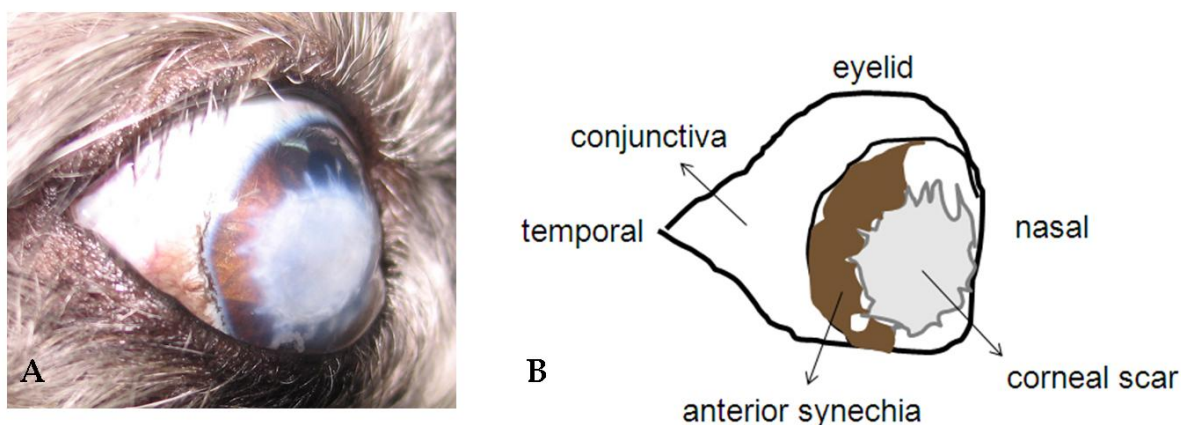 A
B
eyelid
conjunctiva
temporal
nasal
corneal scar
anterior synechia